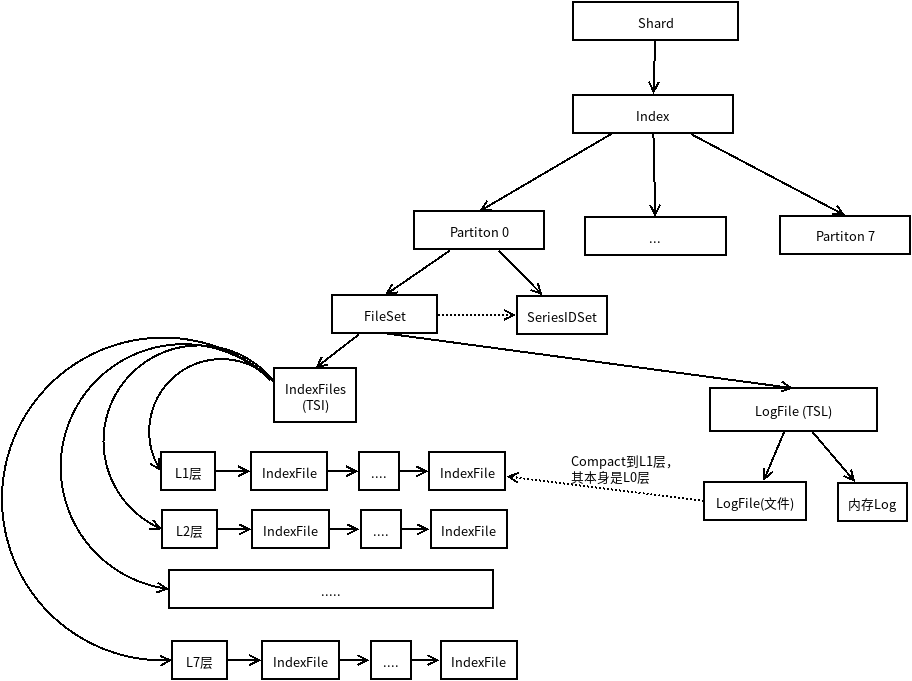 Shard
Index
Partiton 0
...
Partiton 7
FileSet
SeriesIDSet
IndexFiles
(TSI)
LogFile (TSL)
L1层
IndexFile
....
IndexFile
Compact到L1层，
其本身是L0层
LogFile(文件)
内存Log
L2层
IndexFile
....
IndexFile
.....
L7层
IndexFile
....
IndexFile